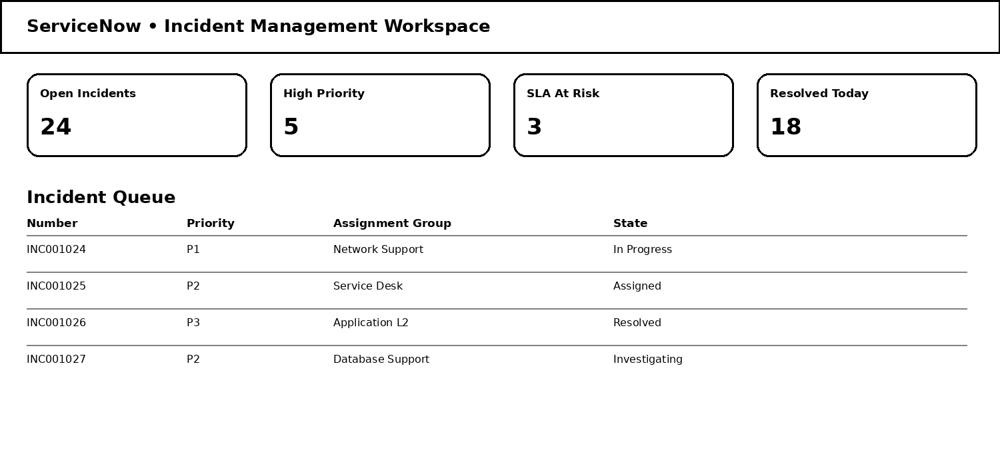 ServiceNow • Incident Management Workspace
Open Incidents High Priority SLA At Risk Resolved Today
24 5 3 18
Incident Queue
Number Priority Assignment Group State
INC001024 P1 Network Support In Progress
INC001025 P2 Service Desk Assigned
INC001026 P3 Application L2 Resolved
INC001027 P2 Database Support Investigating